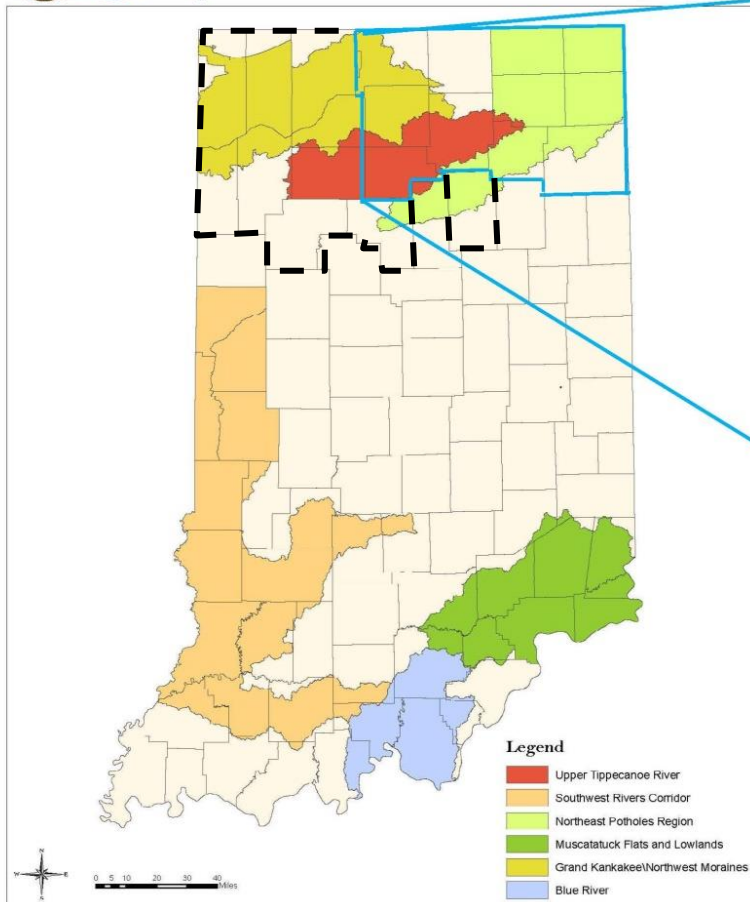 Legend
Upper Tippecanoe River
Southwest Rivers Corridor
Northeast Potholes Region
Muscatatuck Flats and Lowlands
Grand Kankakee\Northwest Moraines
Blue River
N
W E
S
0 5 10 20 30 40
Miles